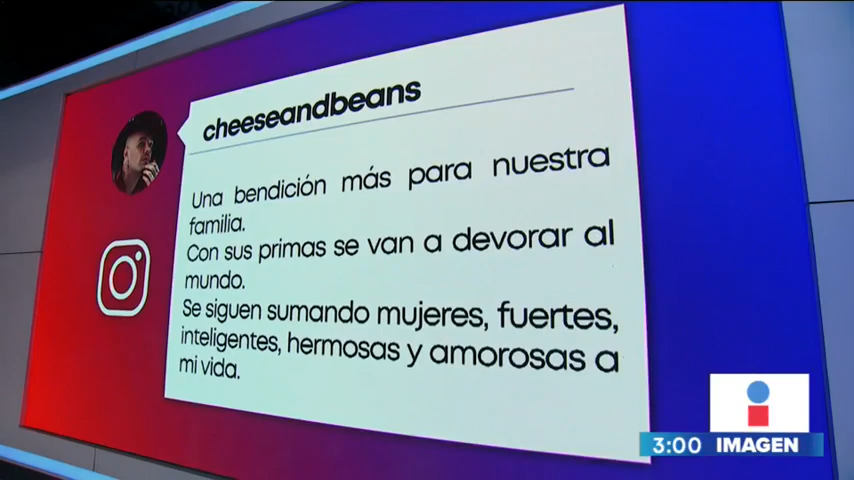 cheeseandbeans
Una bendición más para nuestra
familia.
Con sus primas se van a devorar al
mundo.
Se siguen sumando mujeres, fuertes,
inteligentes, hermosas y amorosas a
mi vida.
3:00 IMAGEN